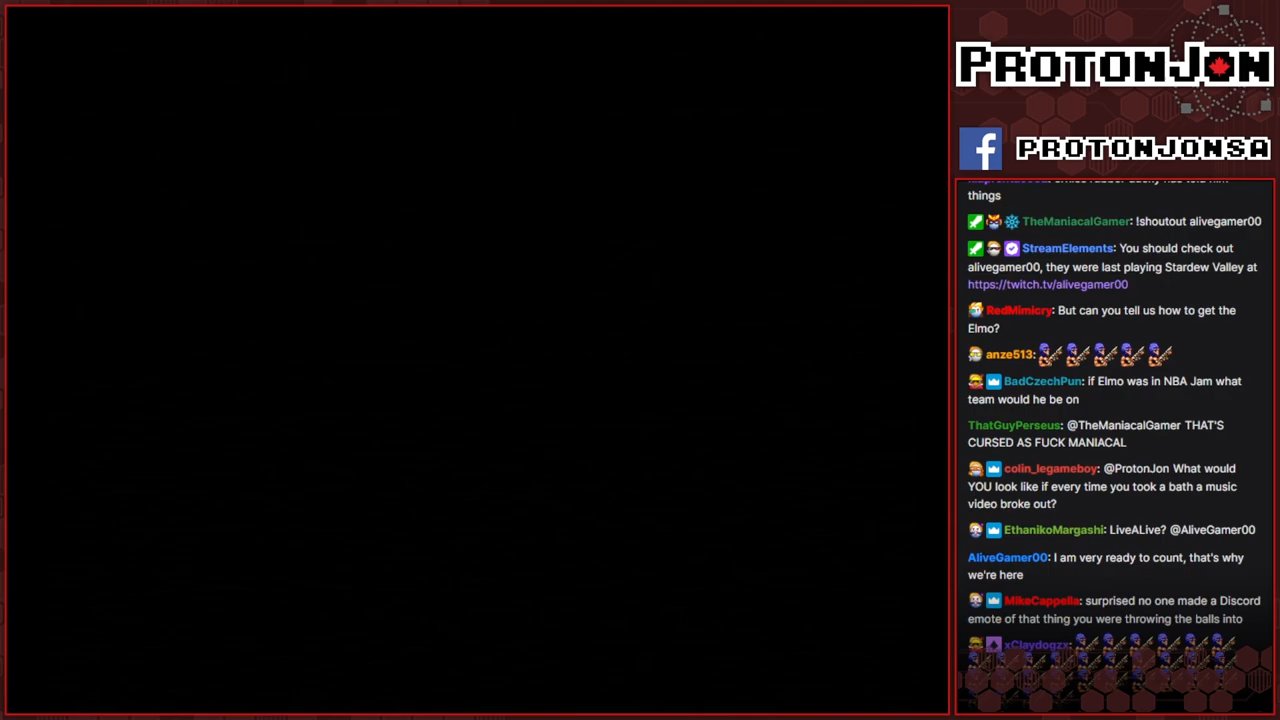 PROTONJON
PROTONJONSA
things
TheManiacalGamer: !shoutout alivegamer00
StreamElements: You should check out
alivegamer00, they were last playing Stardew Valley at
https://twitch.tv/alivegamer00
RedMimicry: But can you tell us how to get the
Elmo?
anze513:
BadCzechPun: if Elmo was in NBA Jam what
team would he be on
ThatGuyPerseus: @TheManiacalGamer THAT'S
CURSED AS FUCK MANIACAL
colin_legameboy: @ProtonJon What would
YOU look like if every time you took a bath a music
video broke out?
EthanikoMargashi: LiveALive? @AliveGamer00
AliveGamer00: I am very ready to count, that's why
we're here
MikeCappella: surprised no one made a Discord
emote of that thing you were throwing the balls into
xClaydogzx: